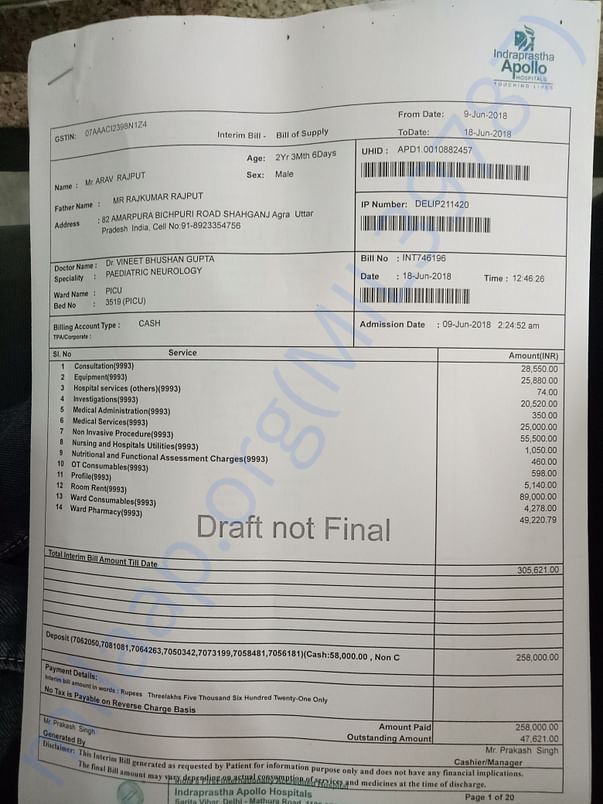 Indraprastha
Apollo
HOSPITALS
TOUCHING LIVES
GSTIN: 07AAACI2398N1Z4
Interim Bill - Bill of Supply
From Date: 9-Jun-2018
ToDate: 18-Jun-2018
Age: 2Yr 3Mth 6Days
Sex: Male
UHID : APD1.0010882457
Name : Mr ARAV RAJPUT
Father Name : MR RAJKUMAR RAJPUT
Address : 82 AMARPURA BICHPURI ROAD SHAHGANJ Agra Uttar
Pradesh India, Cell No:91-8923354756
IP Number: DELIP211420
Doctor Name : Dr. VINEET BHUSHAN GUPTA
Speciality : PAEDIATRIC NEUROLOGY
Ward Name : PICU
Bed No : 3519 (PICU)
Bill No : INT746196
Date : 18-Jun-2018 Time : 12:46:26
Billing Account Type : CASH
TPA/Corporate :
Admission Date : 09-Jun-2018 2:24:52 am
Sl. No Service Amount(INR)
1 Consultation(9993) 28,550.00
2 Equipment(9993) 25,880.00
3 Hospital services (others)(9993) 74.00
4 Investigations(9993) 20,520.00
5 Medical Administration(9993) 350.00
6 Medical Services(9993) 25,000.00
7 Non Invasive Procedure(9993) 55,500.00
8 Nursing and Hospitals Utilities(9993) 1,050.00
9 Nutritional and Functional Assessment Charges(9993) 460.00
10 OT Consumables(9993) 598.00
11 Profile(9993) 5,140.00
12 Room Rent(9993) 89,000.00
13 Ward Consumables(9993) 4,278.00
14 Ward Pharmacy(9993) 49,220.79
Draft not Final
Total Interim Bill Amount Till Date 305,621.00
Deposit (7062050,7081081,7064263,7050342,7073199,7058481,7056181)(Cash:58,000.00 , Non C 258,000.00
Payment Details:
Interim bill amount in words : Rupees Threelakhs Five Thousand Six Hundred Twenty-One Only
No Tax is Payable on Reverse Charge Basis
Amount Paid 258,000.00
Outstanding Amount 47,621.00
Mr. Prakash Singh
Generated By
Mr. Prakash Singh
Cashier/Manager
Disclaimer: This Interim Bill generated as requested by Patient for information purpose only and does not have any financial implications.
The final Bill amount may vary depending on actual consumption of services and medicines at the time of discharge.
Page 1 of 20
Indraprastha Apollo Hospitals
Sarita Vihar, Delhi - Mathura Road,